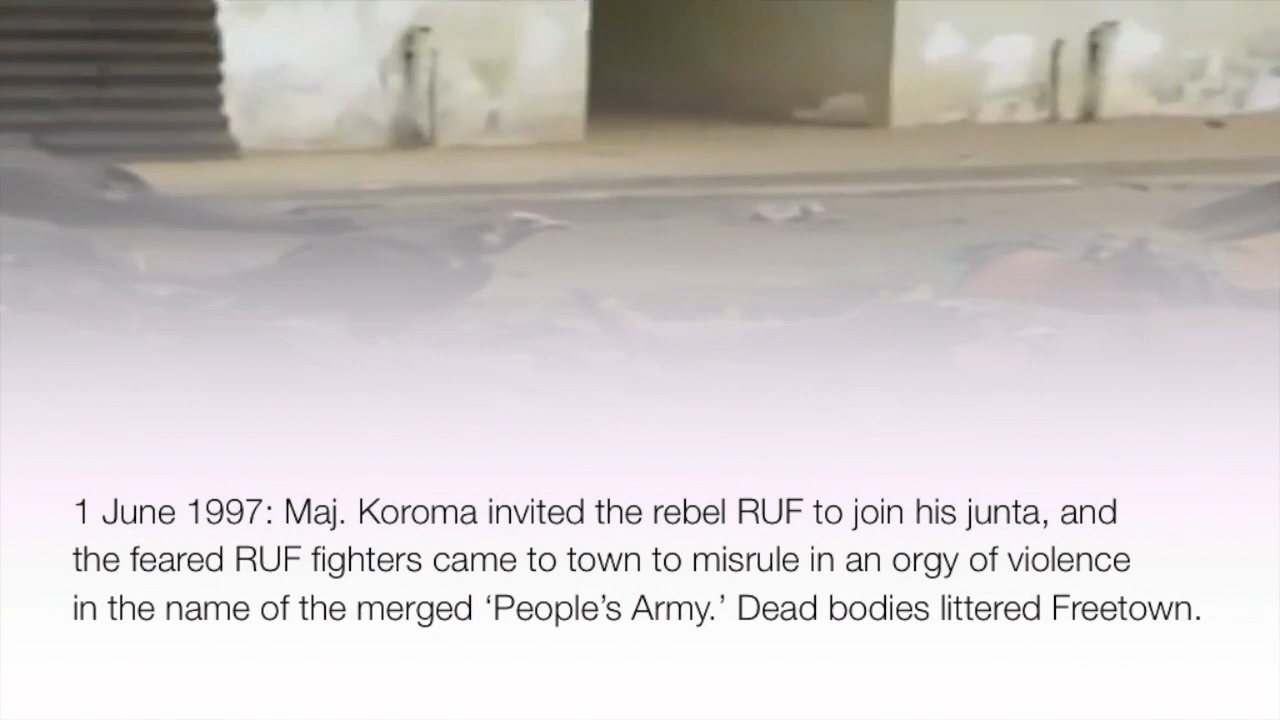 1 June 1997: Maj. Koroma invited the rebel RUF to join his junta, and
the feared RUF fighters came to town to misrule in an orgy of violence
in the name of the merged ‘People’s Army.’ Dead bodies littered Freetown.